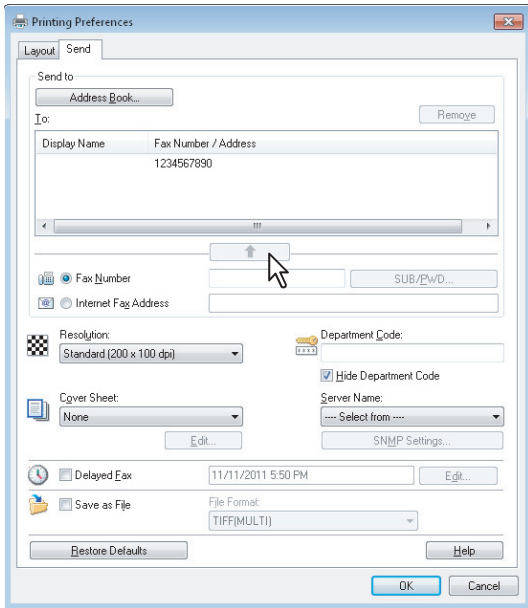 Printing Preferences
Layout Send
Send to
Address Book...
To:
Remove
Display Name Fax Number / Address
1234567890
Fax Number
SUB/PWD...
Internet Fax Address
Resolution:
Standard (200 x 100 dpi)
Department Code:
Hide Department Code
Cover Sheet:
None
Edit...
Server Name:
---- Select from ----
SNMP Settings...
Delayed Fax 11/11/2011 5:50 PM Edit...
Save as File
File Format:
TIFF(MULTI)
Restore Defaults Help
OK Cancel